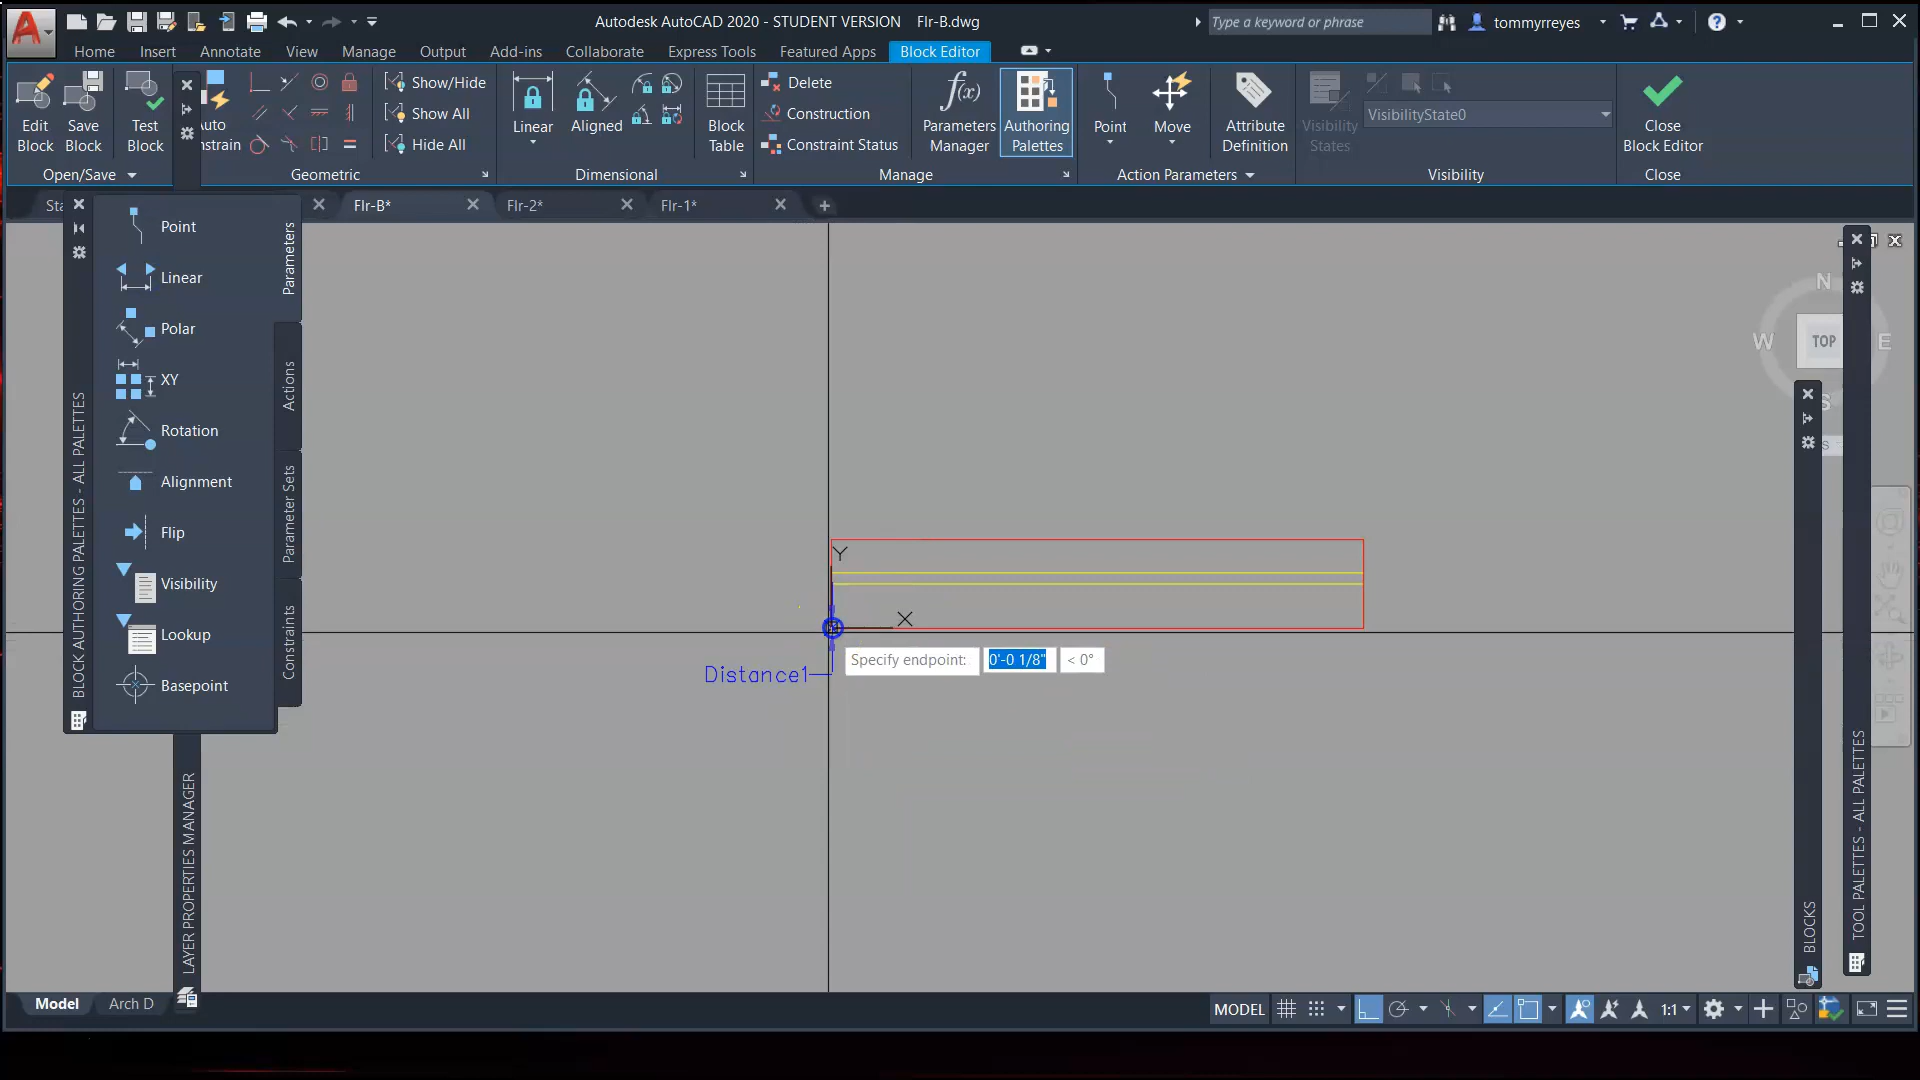 Autodesk AutoCAD 2020 - STUDENT VERSION Flr-B.dwg
Type a keyword or phrase
tommyrreyes
Home Insert Annotate View Manage Output Add-ins Collaborate Express Tools Featured Apps Block Editor
Edit Block
Save Block
Test Block
Open/Save
Auto
nstrain
Geometric
Show/Hide
Show All
Hide All
Linear
Aligned
Dimensional
Block Table
Delete
Construction
Constraint Status
Manage
Parameters Manager
Authoring Palettes
Point
Move
Action Parameters
Attribute Definition
Visibility States
VisibilityState0
Visibility
Close Block Editor
Close
Sta
Flr-B*
Flr-2*
Flr-1*
Point
Linear
Polar
XY
Rotation
Alignment
Flip
Visibility
Lookup
Basepoint
Parameters
Actions
Parameter Sets
Constraints
BLOCK AUTHORING PALETTES - ALL PALETTES
LAYER PROPERTIES MANAGER
Y
X
Distance1
Specify endpoint: 0'-0 1/8" < 0°
N
W
TOP
E
S
BLOCKS
TOOL PALETTES - ALL PALETTES
Model
Arch D
MODEL
1:1